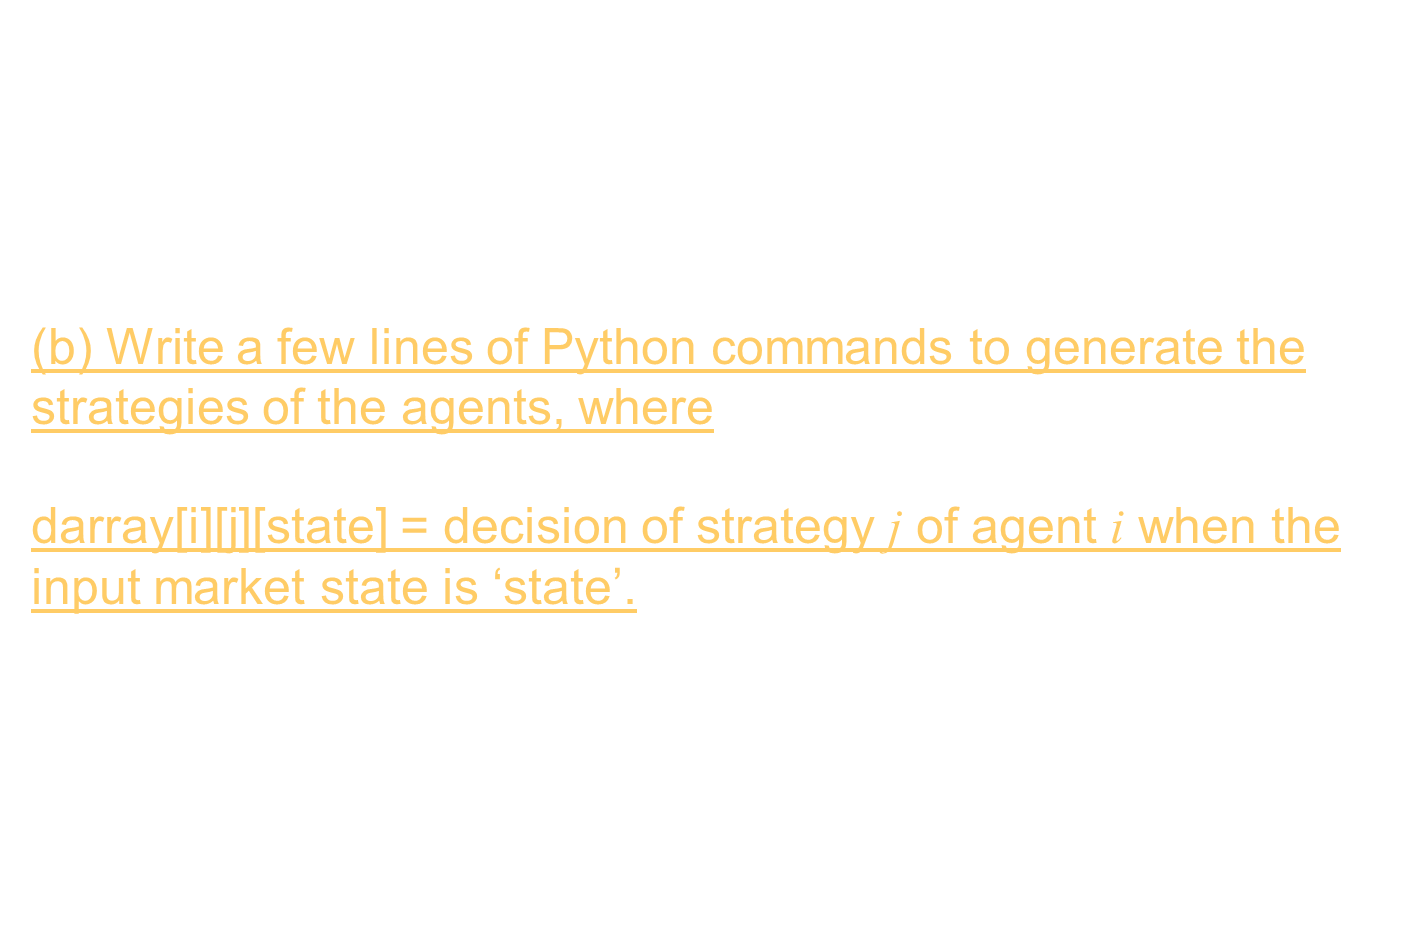 (b) Write a few lines of Python commands to generate the
strategies of the agents, where
darray[i][j][state] = decision of strategy 𝑗 of agent 𝑖 when the
input market state is ‘state’.